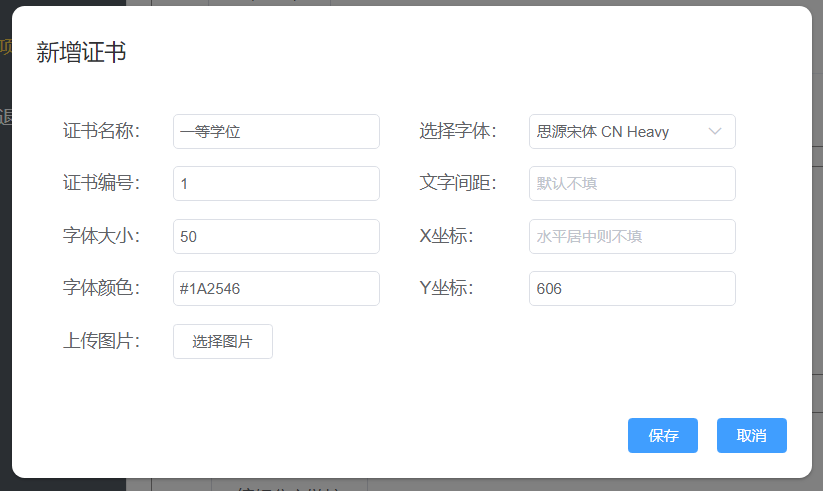 新增证书
证书名称： 一等学位 选择字体： 思源宋体 CN Heavy
证书编号： 1 文字间距： 默认不填
字体大小： 50 X坐标： 水平居中则不填
字体颜色： #1A2546 Y坐标： 606
上传图片： 选择图片
保存 取消